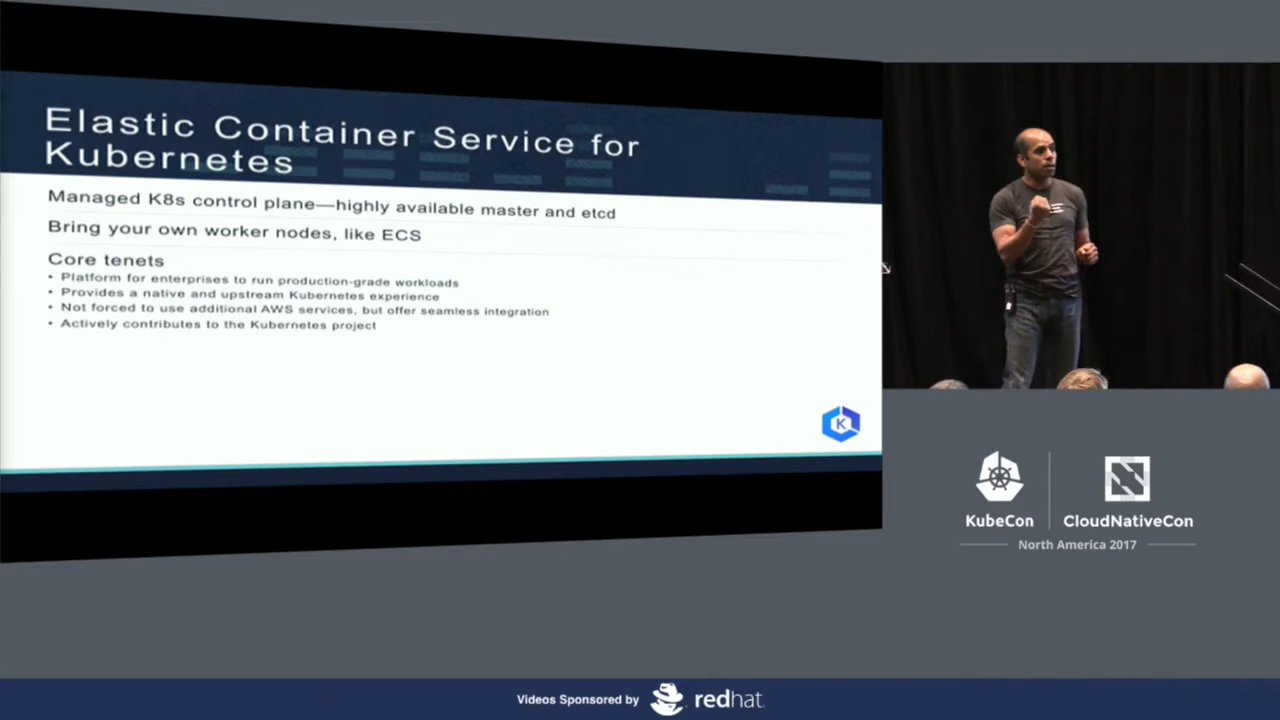 Elastic Container Service for
Kubernetes
Managed K8s control plane—highly available master and etcd
Bring your own worker nodes, like ECS
Core tenets
• Platform for enterprises to run production-grade workloads
• Provides a native and upstream Kubernetes experience
• Not forced to use additional AWS services, but offer seamless integration
• Actively contributes to the Kubernetes project
K
KubeCon
CloudNativeCon
North America 2017
Videos Sponsored by
redhat